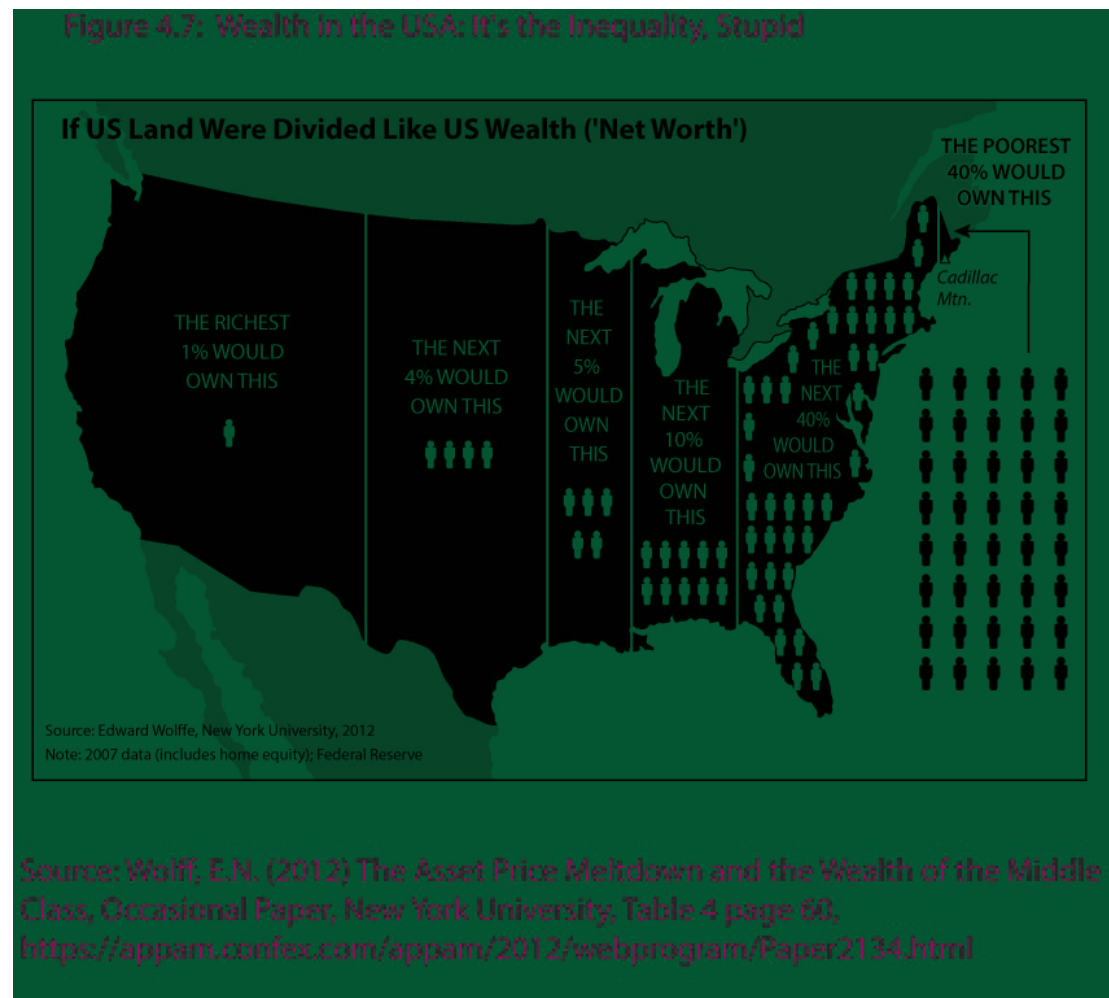 Figure 4.7: Wealth in the USA: It's the Inequality, Stupid
If US Land Were Divided Like US Wealth ('Net Worth')
THE POOREST
40% WOULD
OWN THIS
Cadillac
Mtn.
THE RICHEST
1% WOULD
OWN THIS
THE NEXT
4% WOULD
OWN THIS
THE
NEXT
5%
WOULD
OWN
THIS
THE
NEXT
10%
WOULD
OWN
THIS
THE
NEXT
40%
WOULD
OWN THIS
Source: Edward Wolffe, New York University, 2012
Note: 2007 data (includes home equity); Federal Reserve
Source: Wolff, E.N. (2012) The Asset Price Meltdown and the Wealth of the Middle
Class, Occasional Paper, New York University, Table 4 page 60,
https://appam.confex.com/appam/2012/webprogram/Paper2134.html